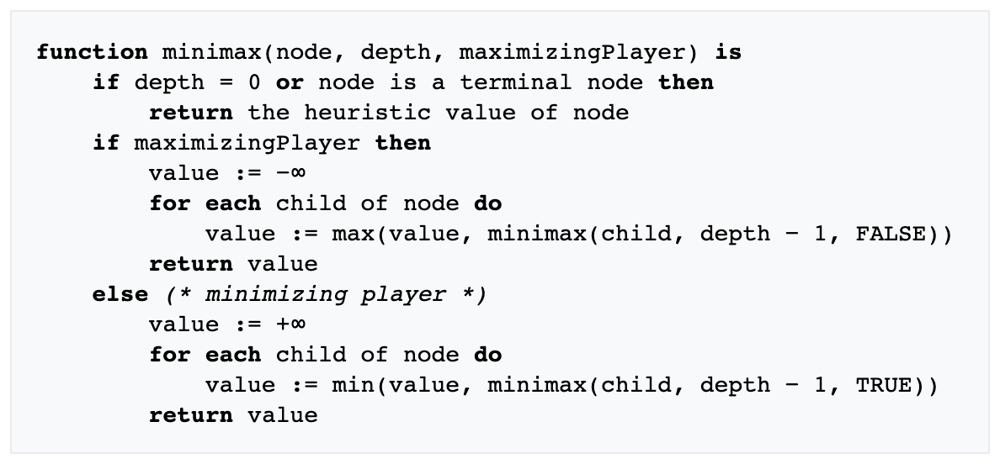 function minimax(node, depth, maximizingPlayer) is
    if depth = 0 or node is a terminal node then
        return the heuristic value of node
    if maximizingPlayer then
        value := −∞
        for each child of node do
            value := max(value, minimax(child, depth − 1, FALSE))
        return value
    else (* minimizing player *)
        value := +∞
        for each child of node do
            value := min(value, minimax(child, depth − 1, TRUE))
        return value